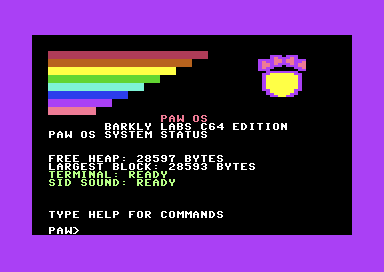 PAW OS
BARKLY LABS C64 EDITION
PAW OS SYSTEM STATUS
FREE HEAP: 28597 BYTES
LARGEST BLOCK: 28593 BYTES
TERMINAL: READY
SID SOUND: READY
TYPE HELP FOR COMMANDS
PAW>